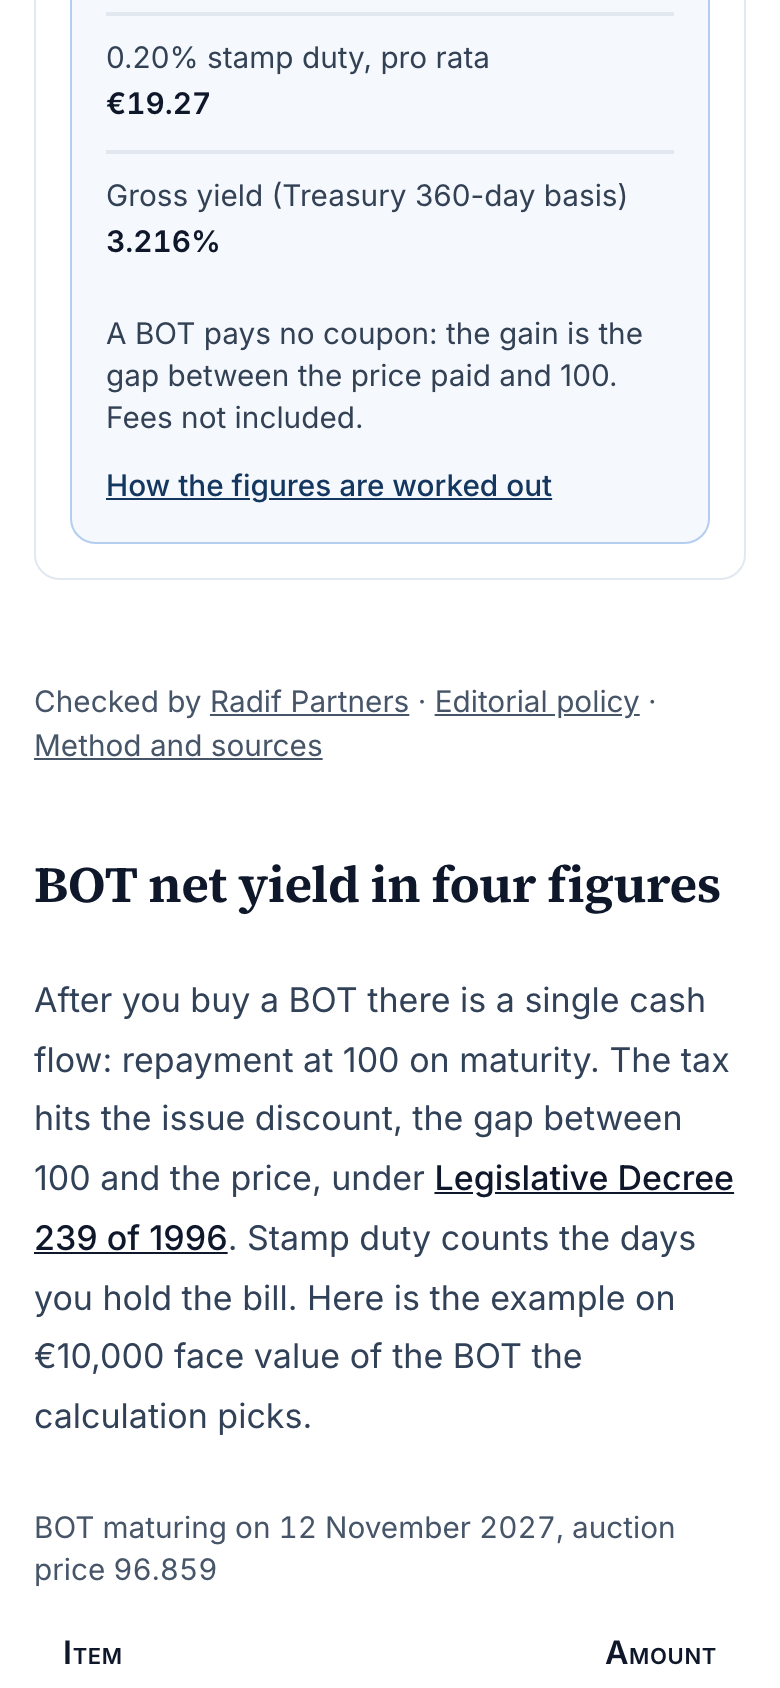 0.20% stamp duty, pro rata
€19.27
Gross yield (Treasury 360-day basis)
3.216%
A BOT pays no coupon: the gain is the
gap between the price paid and 100.
Fees not included.
How the figures are worked out
Checked by Radif Partners · Editorial policy ·
Method and sources
BOT net yield in four figures
After you buy a BOT there is a single cash
flow: repayment at 100 on maturity. The tax
hits the issue discount, the gap between
100 and the price, under Legislative Decree
239 of 1996. Stamp duty counts the days
you hold the bill. Here is the example on
€10,000 face value of the BOT the
calculation picks.
BOT maturing on 12 November 2027, auction
price 96.859
Item Amount